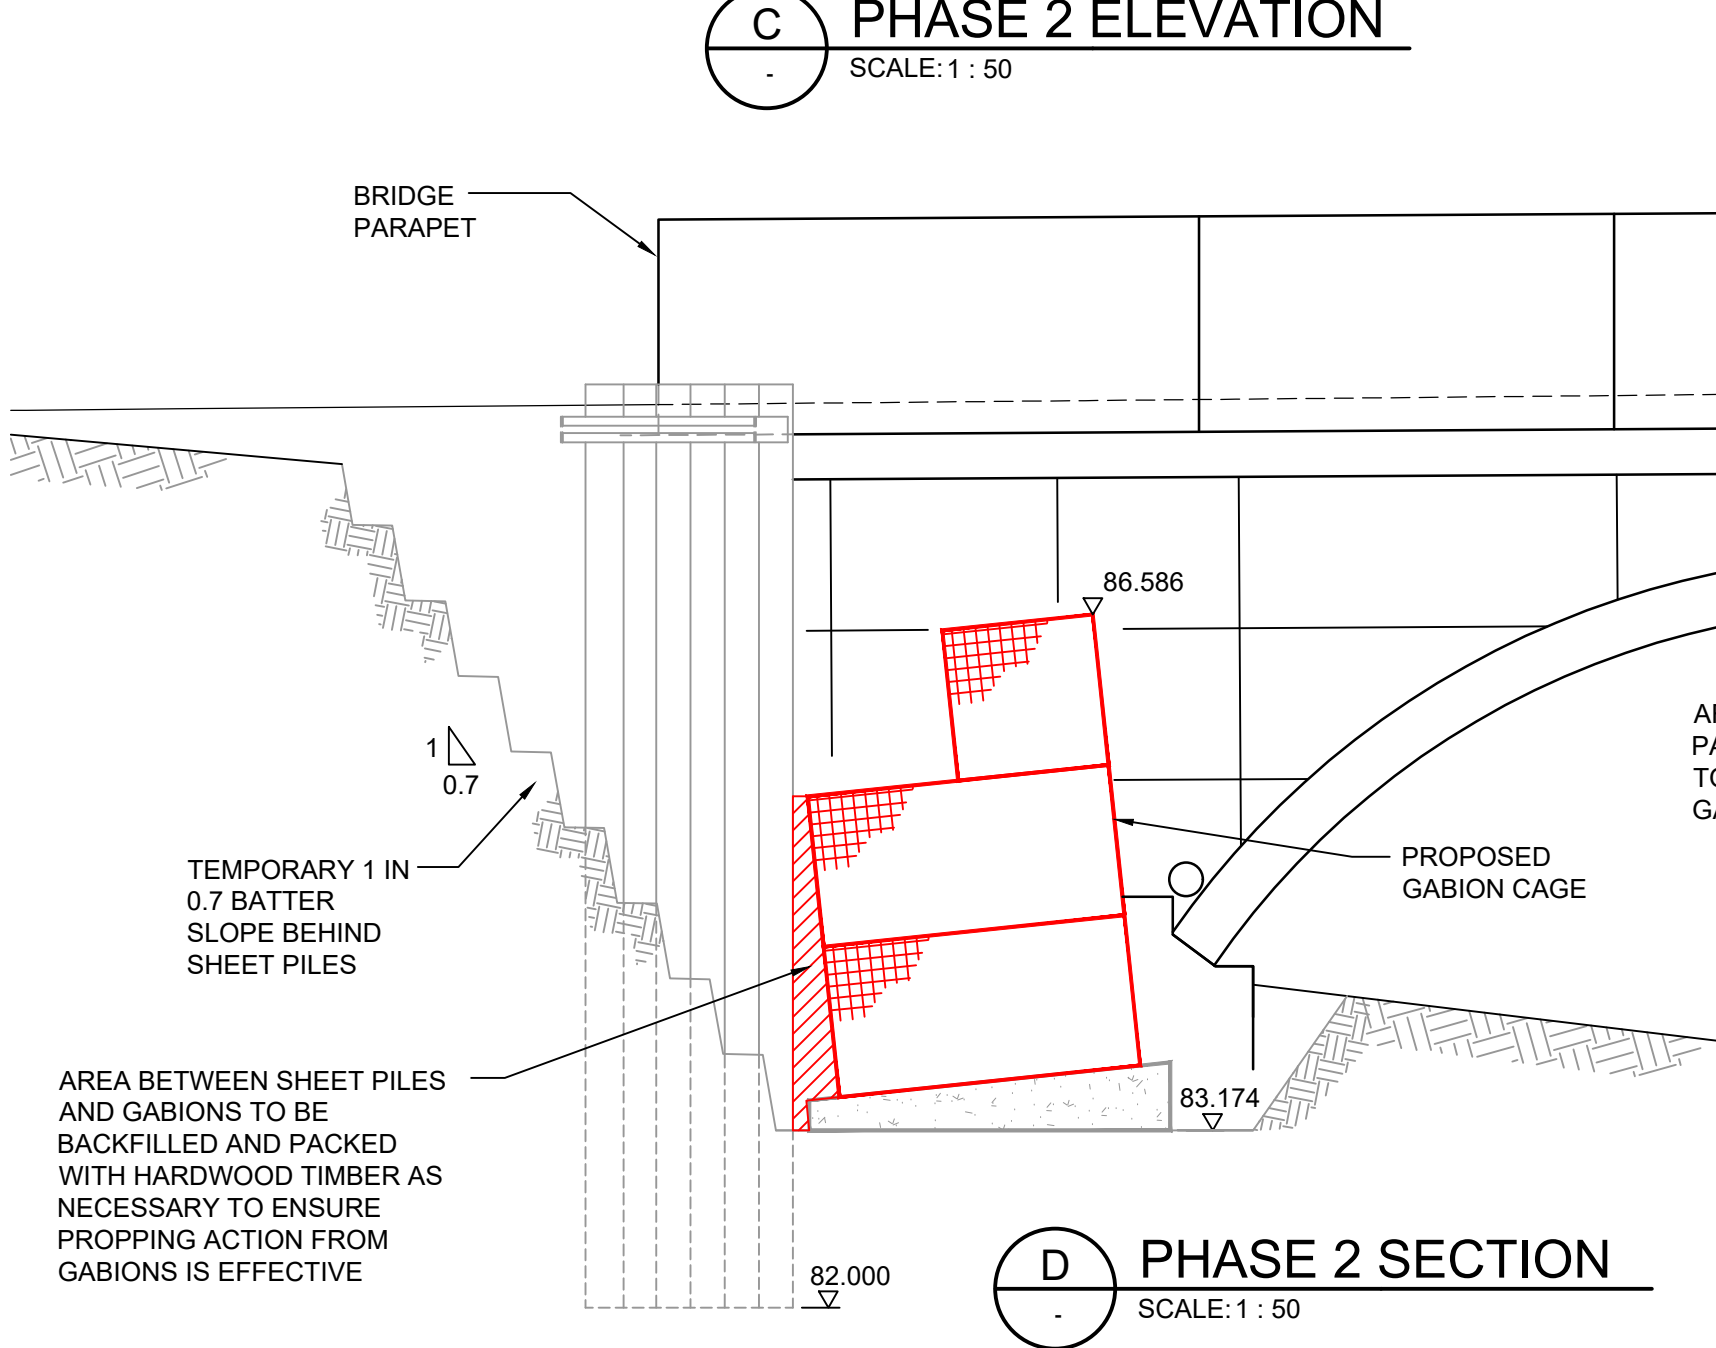 C
PHASE 2 ELEVATION
-
SCALE: 1 : 50
BRIDGE
PARAPET
86.586
1
0.7
TEMPORARY 1 IN
0.7 BATTER
SLOPE BEHIND
SHEET PILES
PROPOSED
GABION CAGE
AREA BETWEEN SHEET PILES
AND GABIONS TO BE
BACKFILLED AND PACKED
WITH HARDWOOD TIMBER AS
NECESSARY TO ENSURE
PROPPING ACTION FROM
GABIONS IS EFFECTIVE
83.174
82.000
D
PHASE 2 SECTION
-
SCALE: 1 : 50